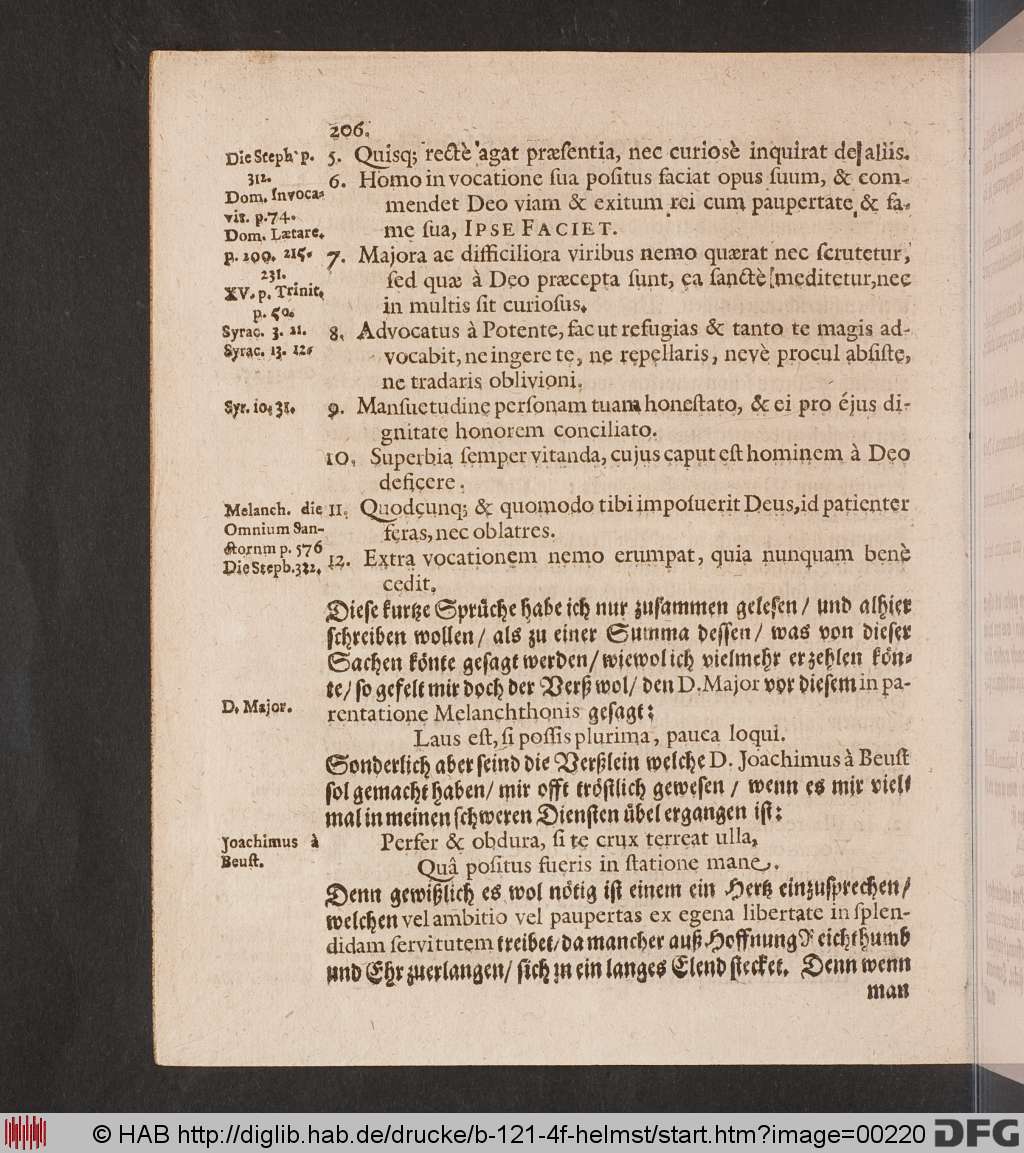 206.
Die Steph. p.
312.
Dom. Invoca-
vit. p. 74.
Dom. Lætare.
p. 209. 215.
231.
XV. p. Trinit.
p. 50.
Syrac. 3. 21.
Syrac. 13. 12.
Syr. 10. 31.
Melanch. die
Omnium San-
ctorum p. 576
Die Steph. 312.
D. Major.
Joachimus à
Beust.
5. Quisq; rectè agat præsentia, nec curiosè inquirat de aliis.
6. Homo in vocatione sua positus faciat opus suum, & com-
mendet Deo viam & exitum rei cum paupertate & fa-
me sua, IPSE FACIET.
7. Majora ac difficiliora viribus nemo quærat nec scrutetur,
sed quæ à Deo præcepta sunt, ea sanctè meditetur, nec
in multis sit curiosus.
8. Advocatus à Potente, fac ut refugias & tanto te magis ad-
vocabit, ne ingere te, ne repellaris, nevè procul absiste,
ne tradaris oblivioni.
9. Mansuetudine personam tuam honestato, & ei pro éjus di-
gnitate honorem conciliato.
10. Superbia semper vitanda, cujus caput est hominem à Deo
deficere.
11. Quodcunq; & quomodo tibi imposuerit Deus, id patienter
feras, nec oblatres.
12. Extra vocationem nemo erumpat, quia nunquam benè
cedit.
Diese kurtze Sprüche habe ich nur zusammen gelesen / und alhier
schreiben wollen / als zu einer Summa dessen / was von dieser
Sachen könte gesagt werden / wiewol ich vielmehr erzehlen kön-
te / so gefelt mir doch der Verß wol / den D. Major vor diesem in pa-
rentatione Melanchthonis gesagt:
Laus est, si possis plurima, pauca loqui.
Sonderlich aber seind die Verßlein welche D. Joachimus à Beust
sol gemacht haben / mir offt tröstlich gewesen / wenn es mir viel-
mal in meinen schweren Diensten übel ergangen ist:
Perfer & obdura, si te crux terreat ulla,
Quâ positus fueris in statione mane.
Denn gewißlich es wol nötig ist einem ein Hertz einzusprechen /
welchen vel ambitio vel paupertas ex egena libertate in splen-
didam servitutem treibet / da mancher auß Hoffnung Reichthumb
und Ehr zuerlangen / sich in ein langes Elend stecket. Denn wenn
man
© HAB http://diglib.hab.de/drucke/b-121-4f-helmst/start.htm?image=00220 DFG